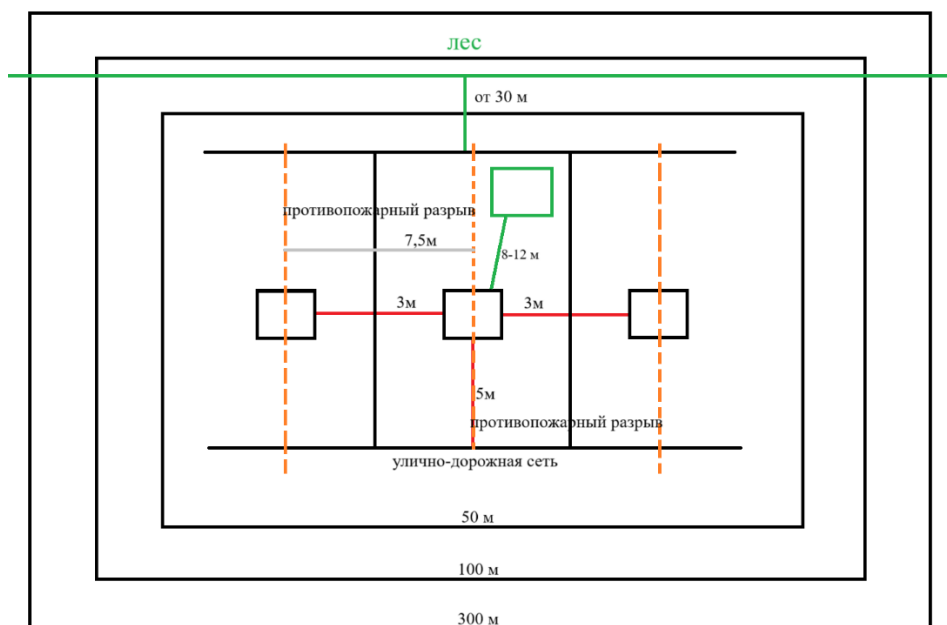 лес
от 30 м
противопожарный разрыв
7,5м
8-12 м
3м
3м
5м
противопожарный разрыв
улично-дорожная сеть
50 м
100 м
300 м